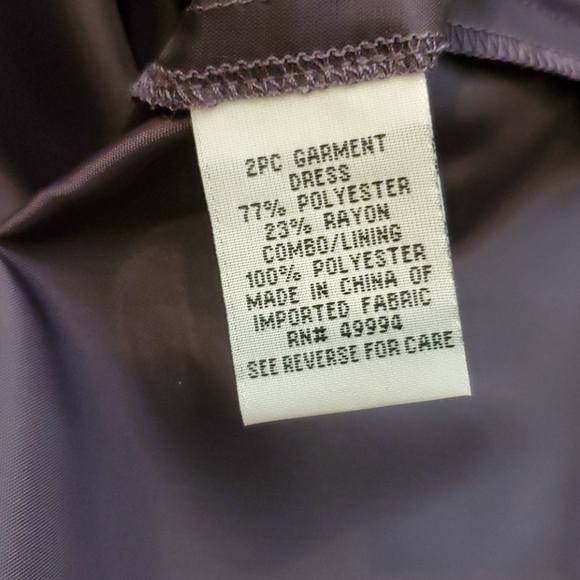 2PC GARMENT
DRESS
77% POLYESTER
23% RAYON
COMBO/LINING
100% POLYESTER
MADE IN CHINA OF
IMPORTED FABRIC
RN# 49994
SEE REVERSE FOR CARE